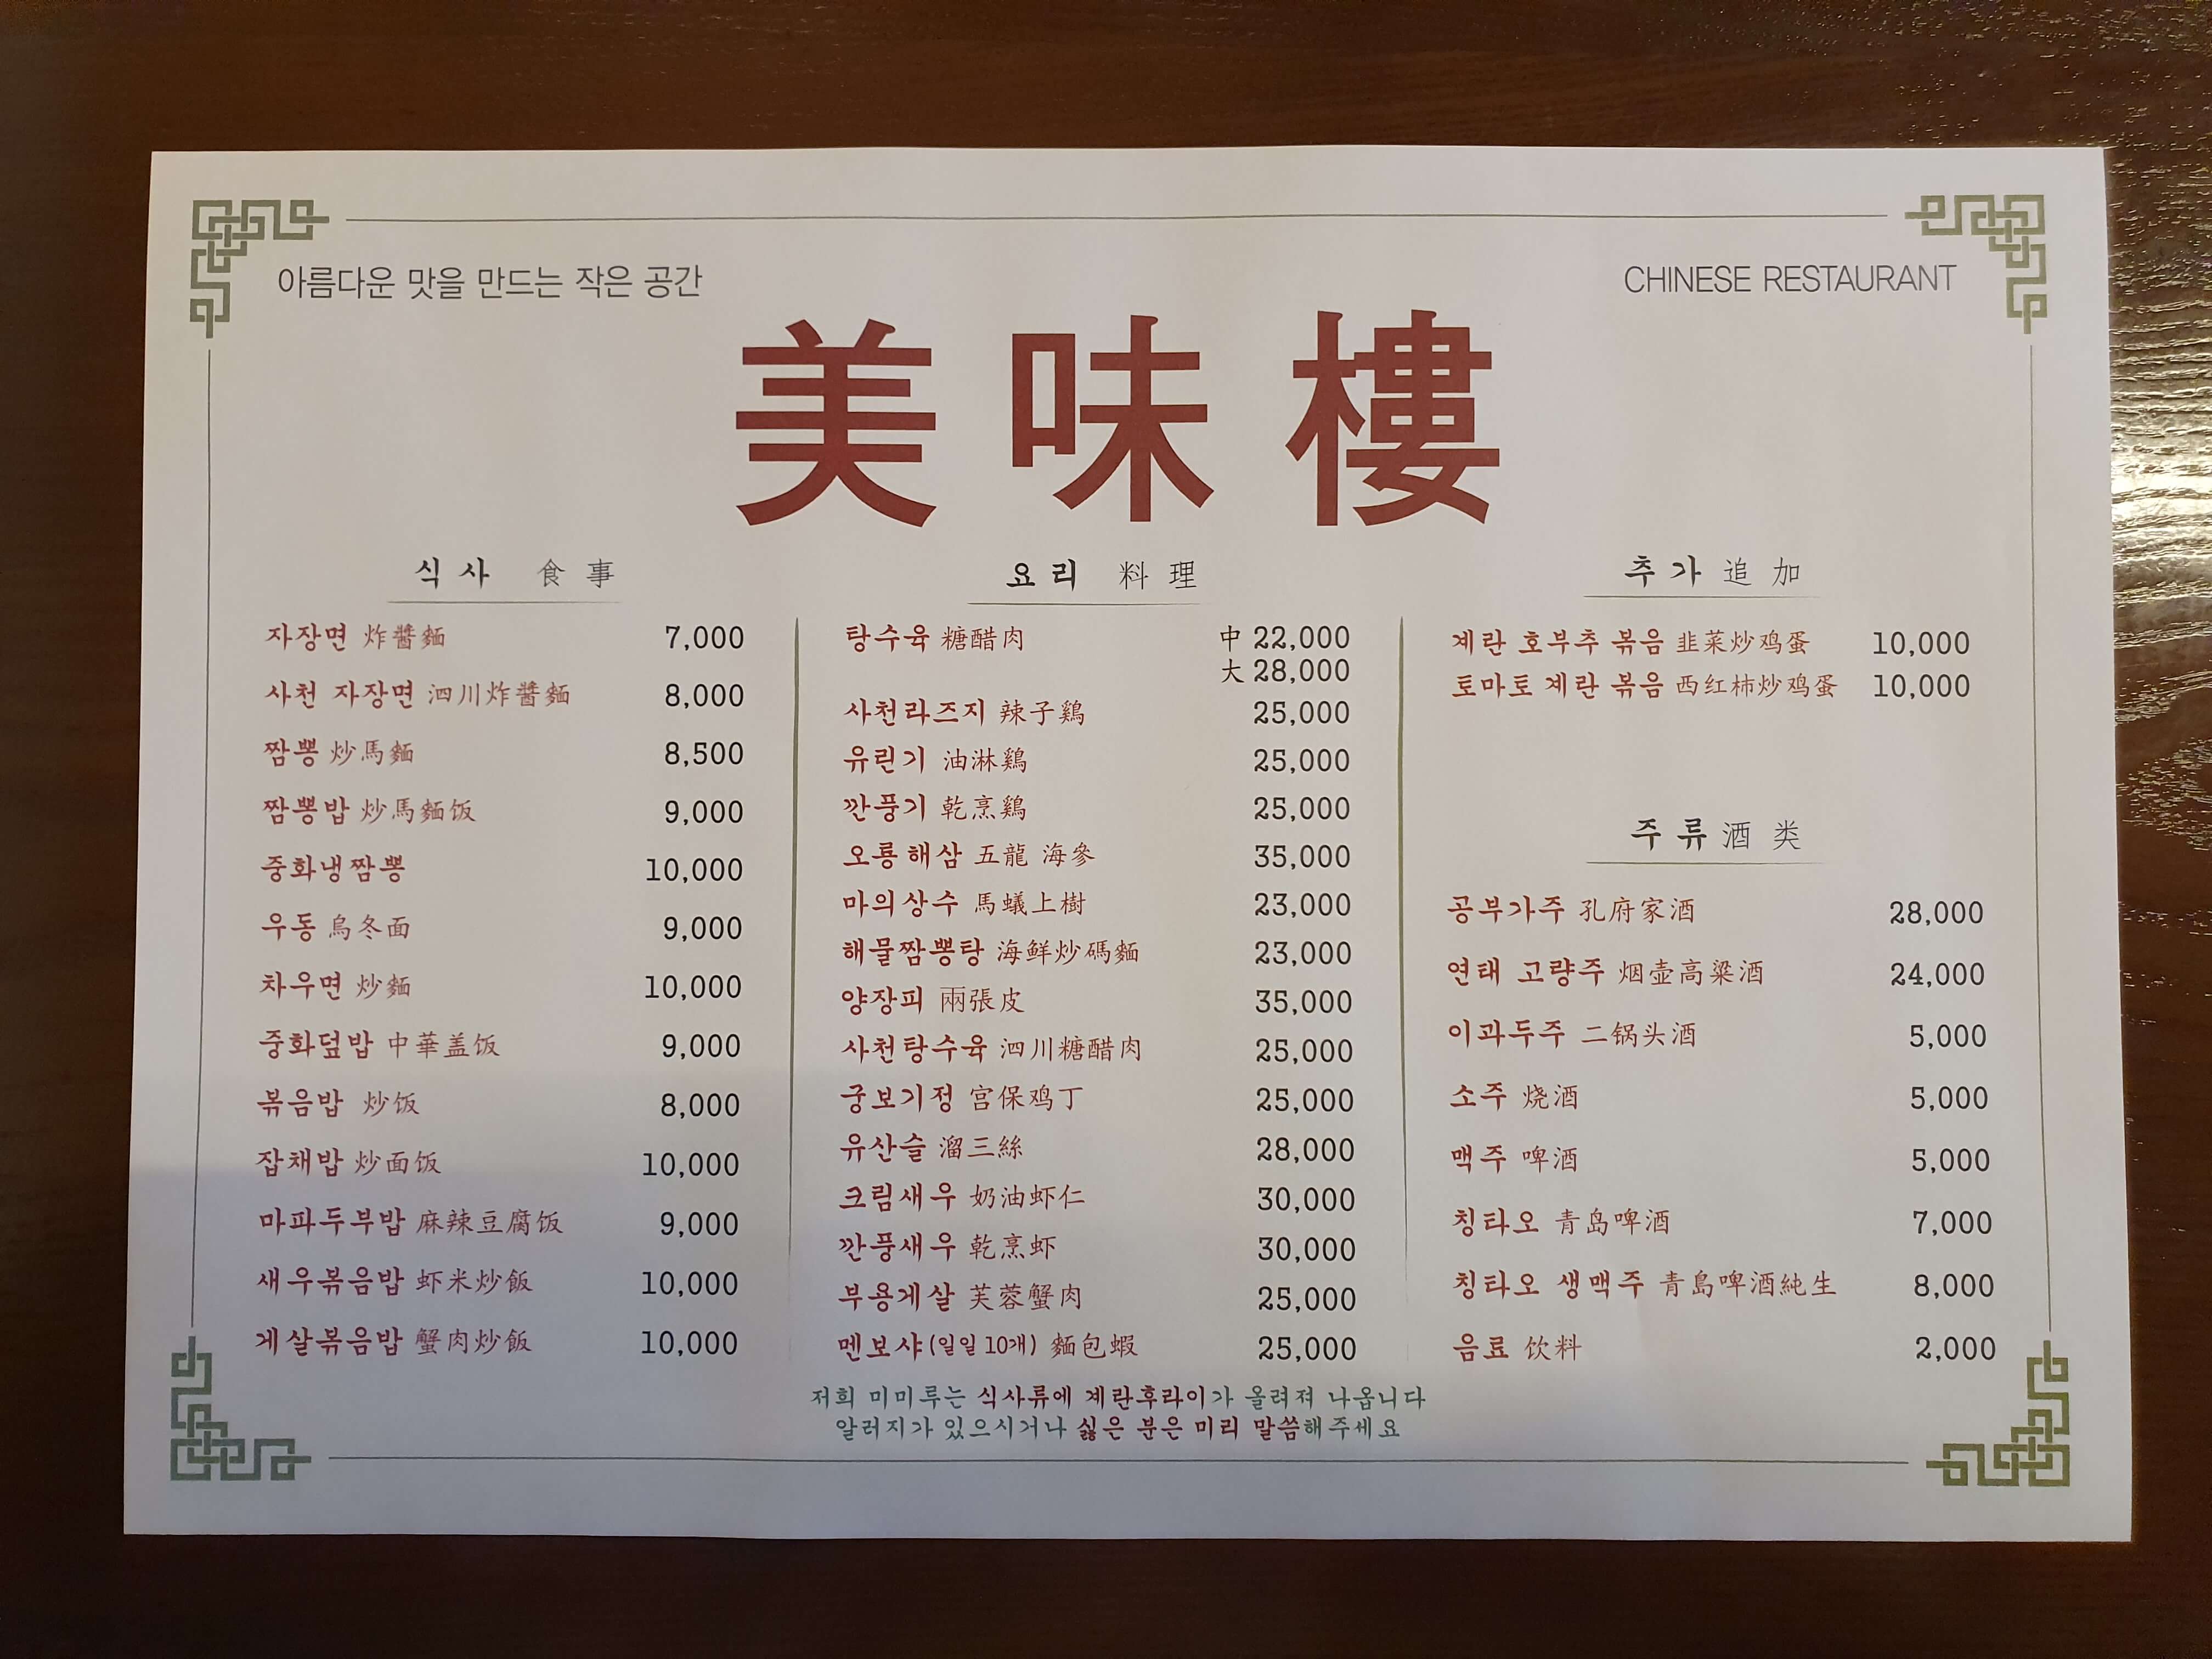 아름다운 맛을 만드는 작은 공간
CHINESE RESTAURANT
美味樓
식사 食事
자장면 炸醬麵 7,000
사천 자장면 泗川炸醬麵 8,000
짬뽕 炒馬麵 8,500
짬뽕밥 炒馬麵饭 9,000
중화냉짬뽕 10,000
우동 烏冬面 9,000
차우면 炒麵 10,000
중화덮밥 中華盖饭 9,000
볶음밥 炒饭 8,000
잡채밥 炒面饭 10,000
마파두부밥 麻辣豆腐饭 9,000
새우볶음밥 虾米炒飯 10,000
게살볶음밥 蟹肉炒飯 10,000
요리 料理
탕수육 糖醋肉 中 22,000
大 28,000
사천라즈지 辣子鷄 25,000
유린기 油淋鷄 25,000
깐풍기 乾烹鷄 25,000
오룡해삼 五龍 海參 35,000
마의상수 馬蟻上樹 23,000
해물짬뽕탕 海鲜炒碼麵 23,000
양장피 兩張皮 35,000
사천탕수육 泗川糖醋肉 25,000
궁보기정 宫保鸡丁 25,000
유산슬 溜三絲 28,000
크림새우 奶油虾仁 30,000
깐풍새우 乾烹虾 30,000
부용게살 芙蓉蟹肉 25,000
멘보샤(일일 10개) 麵包蝦 25,000
추가 追加
계란 호부추 볶음 韭菜炒鸡蛋 10,000
토마토 계란 볶음 西红柿炒鸡蛋 10,000
주류 酒类
공부가주 孔府家酒 28,000
연태 고량주 烟壶高粱酒 24,000
이과두주 二锅头酒 5,000
소주 烧酒 5,000
맥주 啤酒 5,000
칭타오 青岛啤酒 7,000
칭타오 생맥주 青島啤酒純生 8,000
음료 饮料 2,000
저희 미미루는 식사류에 계란후라이가 올려져 나옵니다
알러지가 있으시거나 싫은 분은 미리 말씀해주세요